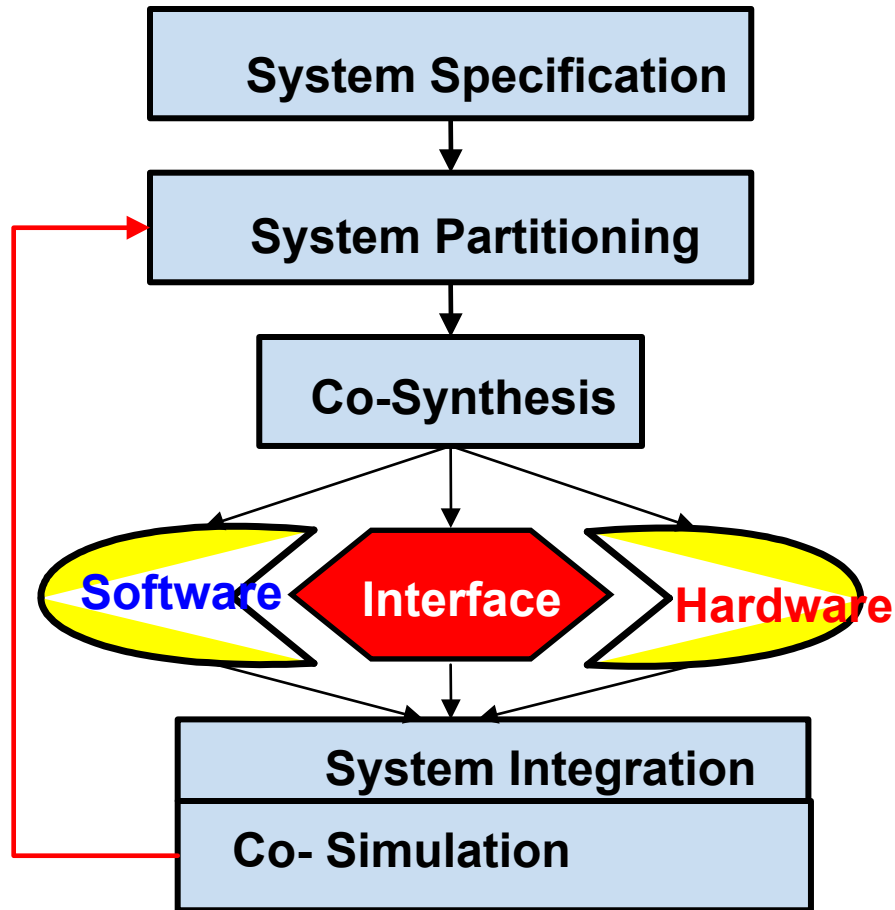 System Specification
System Partitioning
Co-Synthesis
Software
Interface
Hardware
System Integration
Co- Simulation